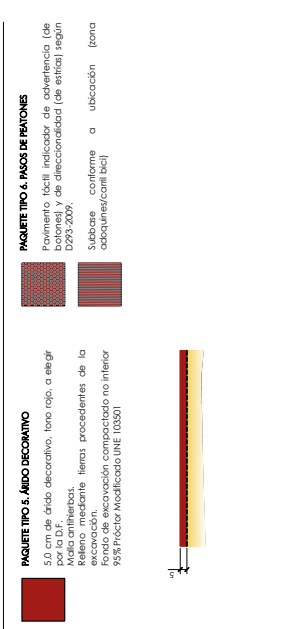 PAQUETE TIPO 5. ÁRIDO DECORATIVO
5,0 cm de árido decorativo, tono rojo, a elegir
por la D.F.
Malla antihierbas.
Relleno mediante tierras procedentes de la
excavación.
Fondo de excavación compactado no inferior
95% Próctor Modificado UNE 103501
5
PAQUETE TIPO 6. PASOS DE PEATONES
Pavimento táctil indicador de advertencia (de
botones) y de direccionalidad (de estrías) según
D293-2009.
Subbase conforme a ubicación (zona
adoquines/carril bici)